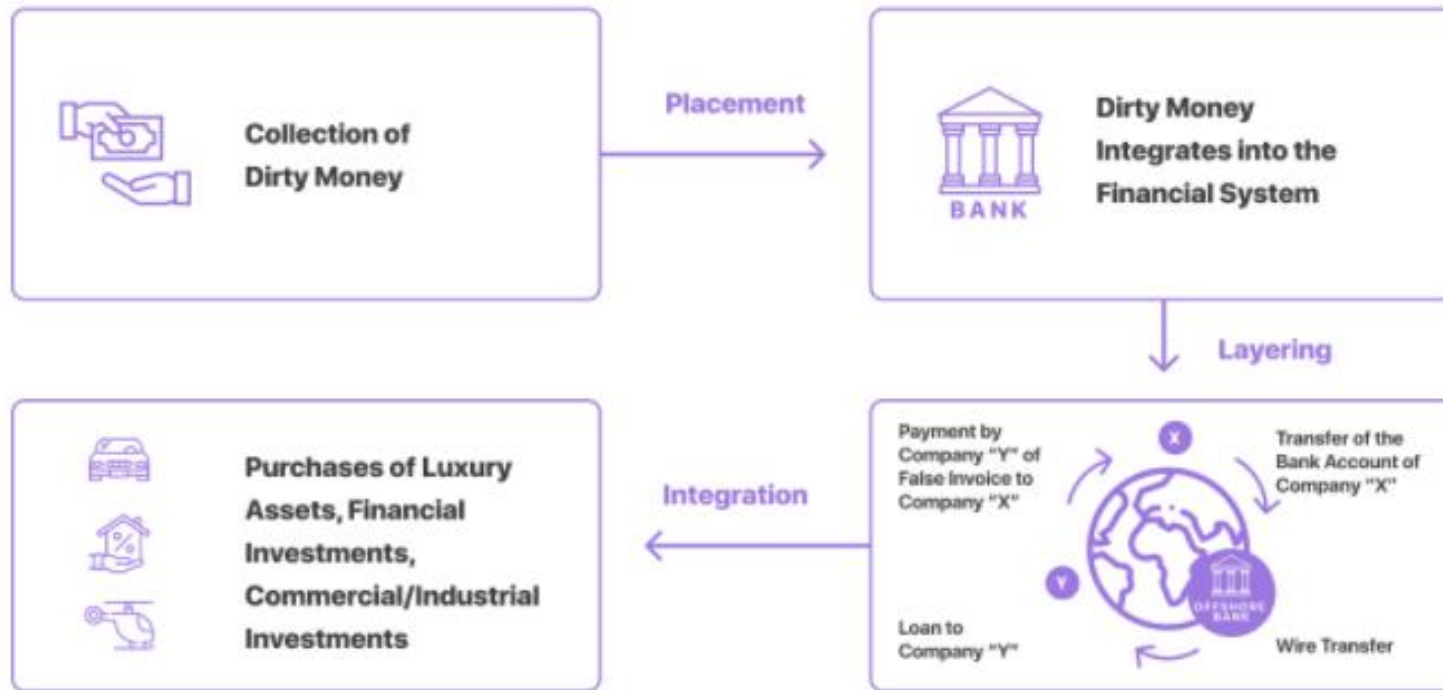 Collection of
Dirty Money
Placement
BANK
Dirty Money
Integrates into the
Financial System
Layering
Payment by
Company "Y" of
False Invoice to
Company "X"
X
Transfer of the
Bank Account of
Company "X"
Y
OFFSHORE
BANK
Loan to
Company "Y"
Wire Transfer
Integration
Purchases of Luxury
Assets, Financial
Investments,
Commercial/Industrial
Investments